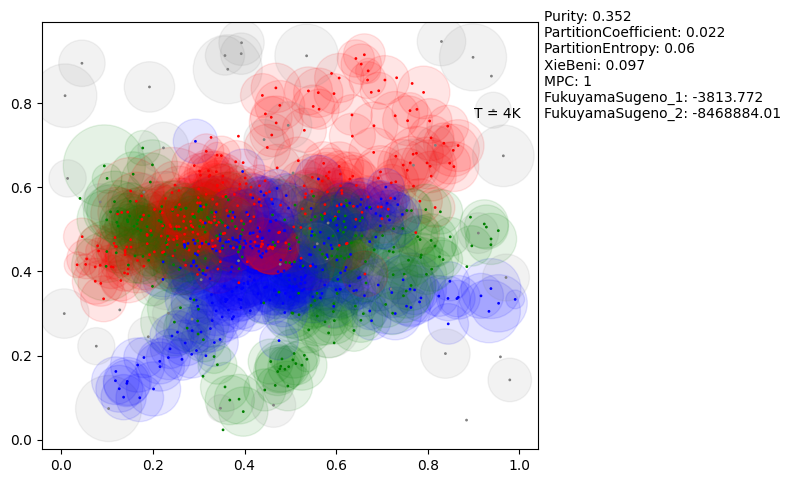 Purity: 0.352
PartitionCoefficient: 0.022
PartitionEntropy: 0.06
XieBeni: 0.097
MPC: 1
FukuyamaSugeno_1: -3813.772
FukuyamaSugeno_2: -8468884.01
T = 4K
0.8
0.6
0.4
0.2
0.0
0.0 0.2 0.4 0.6 0.8 1.0